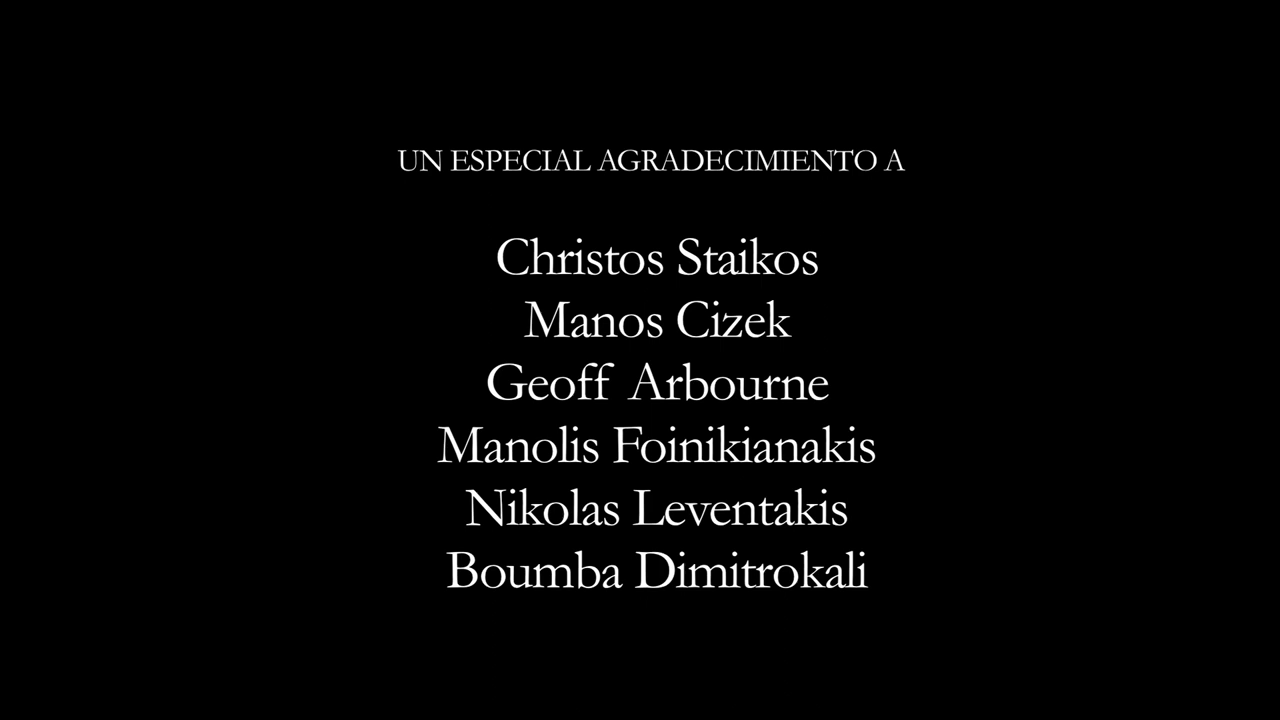 UN ESPECIAL AGRADECIMIENTO A
Christos Staikos
Manos Cizek
Geoff Arbourne
Manolis Foinikianakis
Nikolas Leventakis
Boumba Dimitrokali